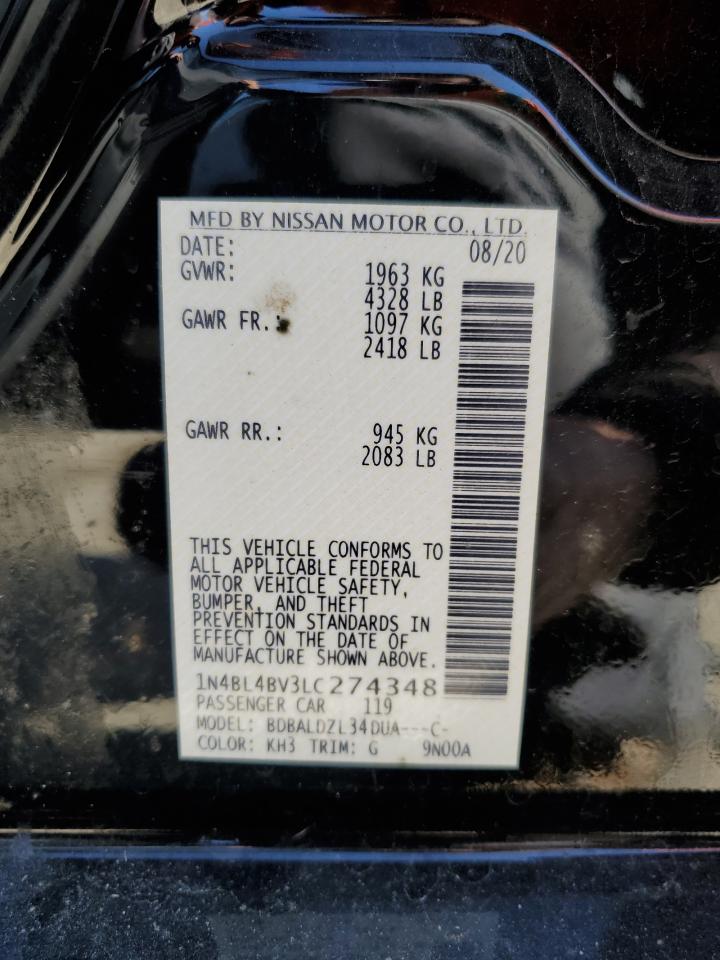 MFD BY NISSAN MOTOR CO., LTD.
DATE: 08/20
GVWR: 1963 KG
4328 LB
GAWR FR.: 1097 KG
2418 LB
GAWR RR.: 945 KG
2083 LB
THIS VEHICLE CONFORMS TO
ALL APPLICABLE FEDERAL
MOTOR VEHICLE SAFETY,
BUMPER, AND THEFT
PREVENTION STANDARDS IN
EFFECT ON THE DATE OF
MANUFACTURE SHOWN ABOVE.
1N4BL4BV3LC274348
PASSENGER CAR 119
MODEL: BDBALDZL34DUA---C-
COLOR: KH3 TRIM: G 9N00A